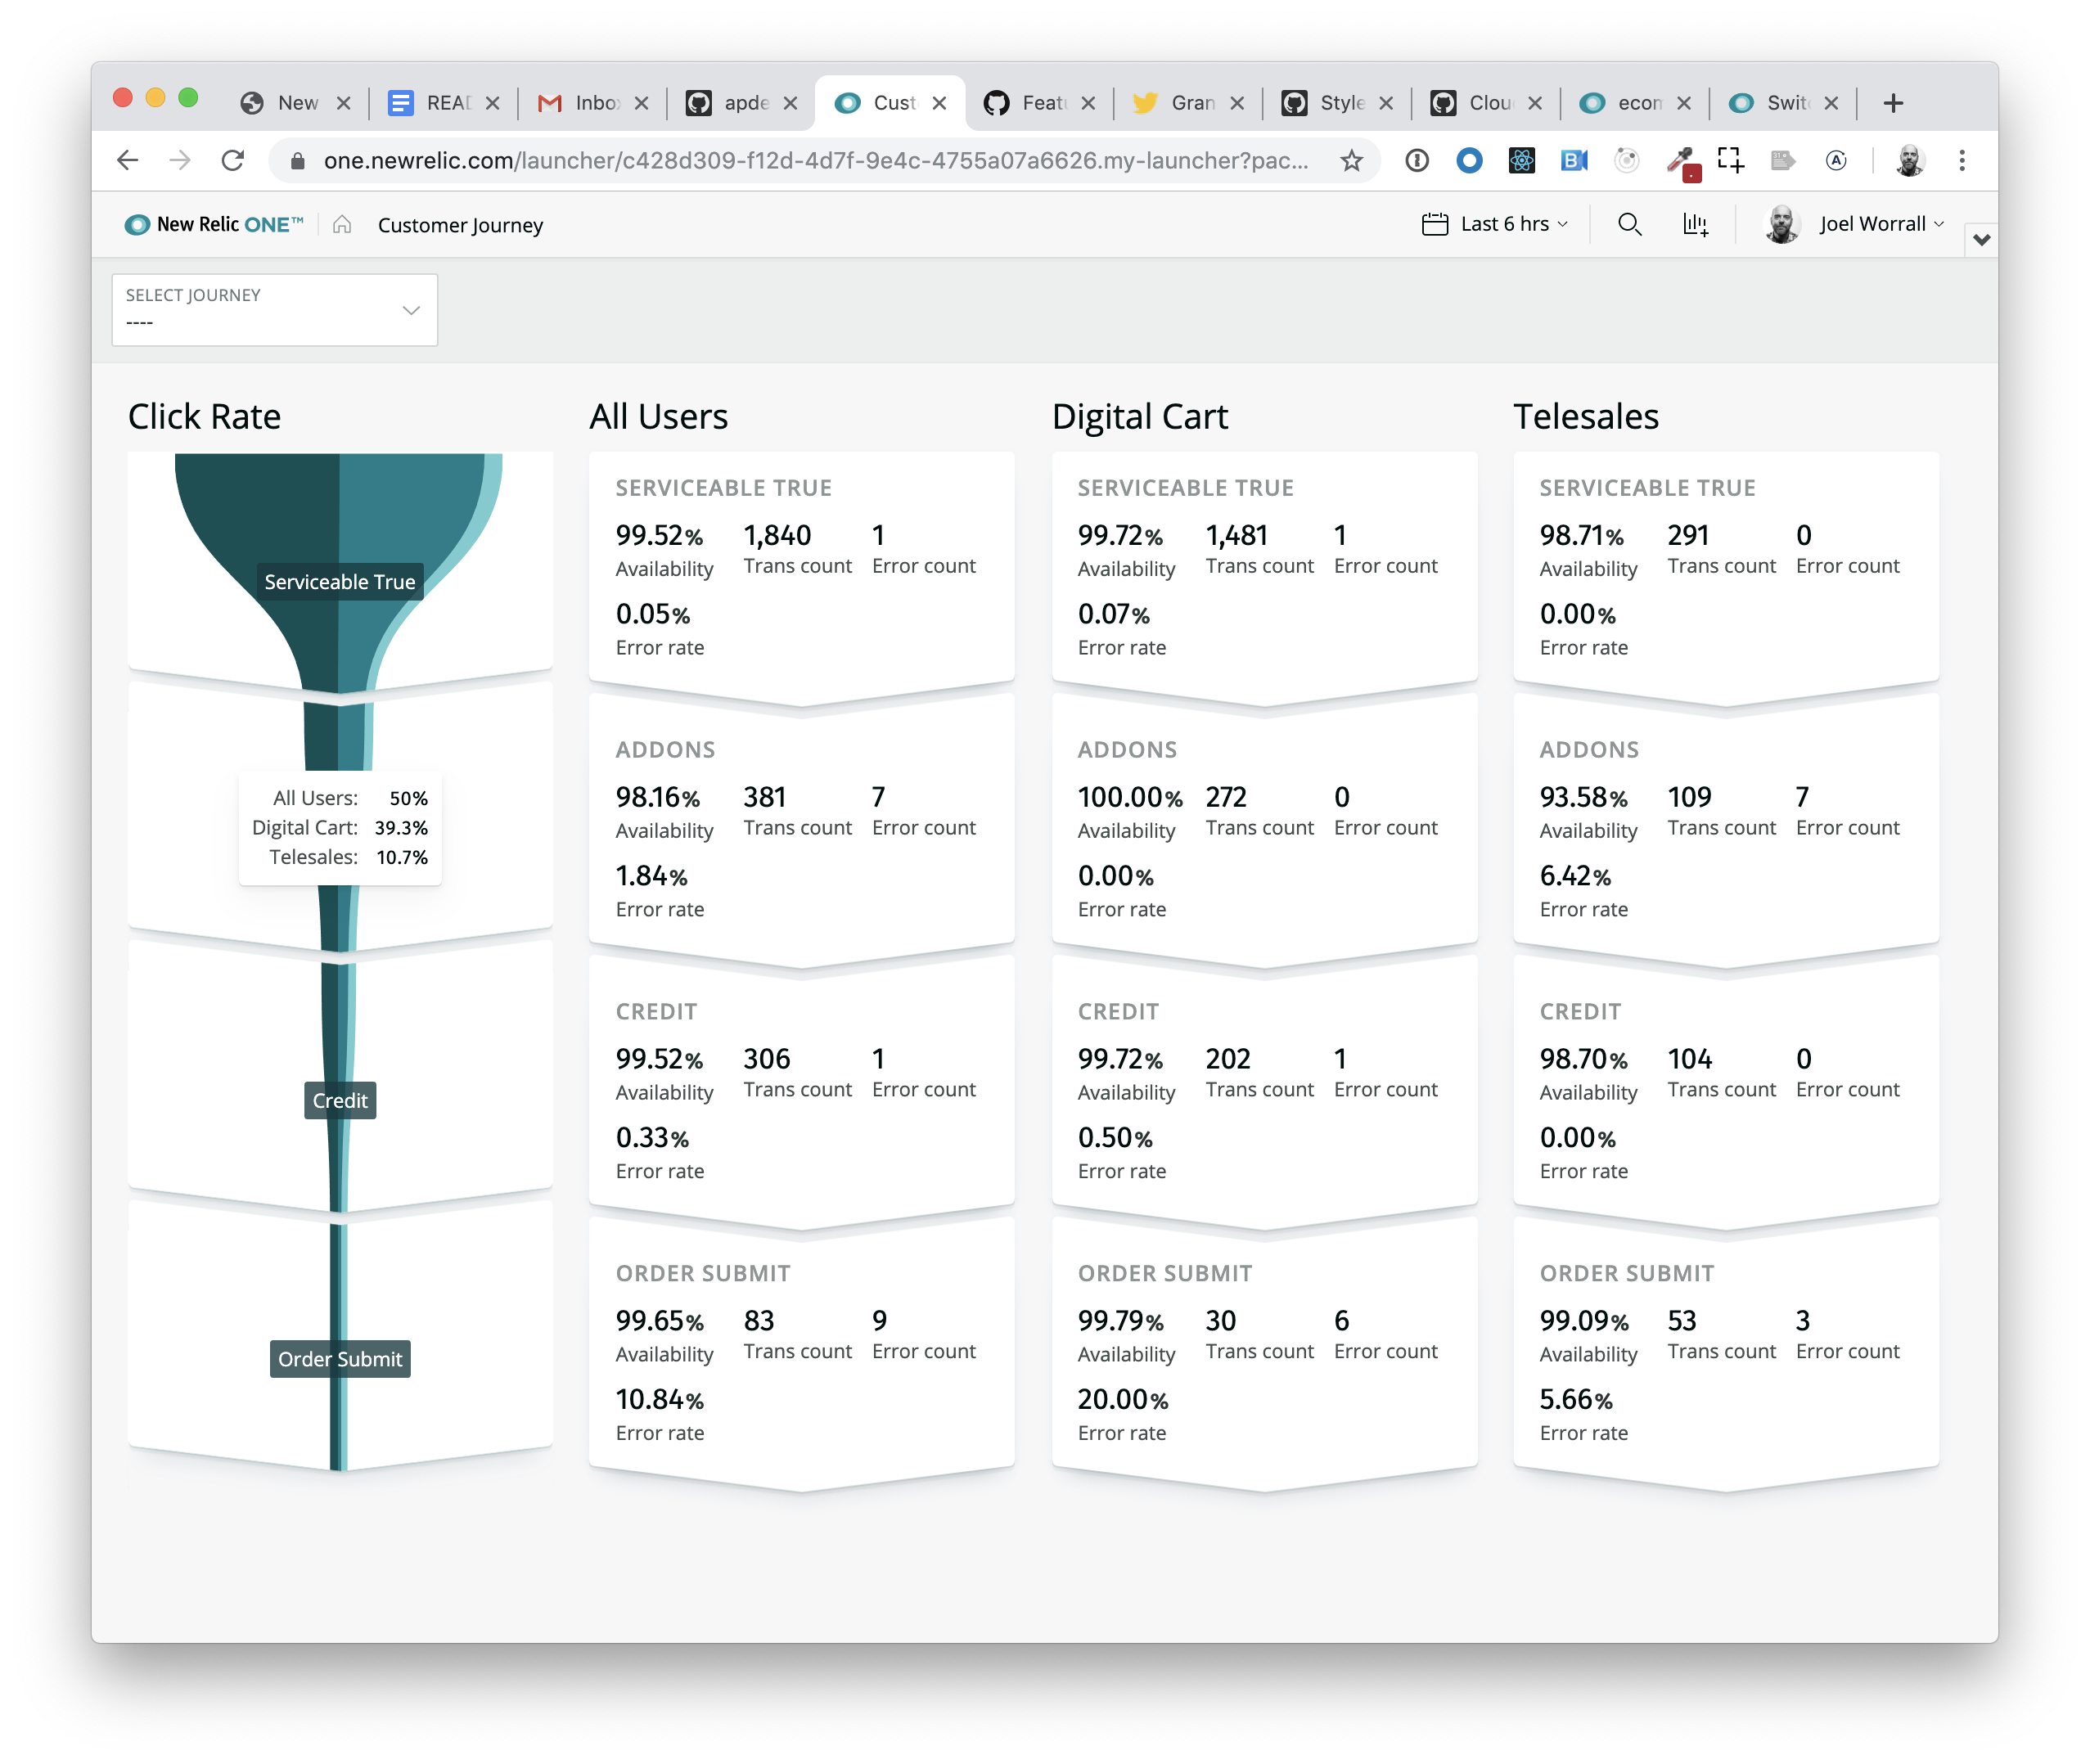 New
REA
Inbo
apde
Cust
Featu
Gran
Style
Clou
ecom
Swit
one.newrelic.com/launcher/c428d309-f12d-4d7f-9e4c-4755a07a6626.my-launcher?pac...
New Relic ONE™
Customer Journey
Last 6 hrs
Joel Worrall
SELECT JOURNEY
----
Click Rate
Serviceable True
All Users: 50%
Digital Cart: 39.3%
Telesales: 10.7%
Credit
Order Submit
All Users
SERVICEABLE TRUE
99.52% 1,840 1
Availability Trans count Error count
0.05%
Error rate
ADDONS
98.16% 381 7
Availability Trans count Error count
1.84%
Error rate
CREDIT
99.52% 306 1
Availability Trans count Error count
0.33%
Error rate
ORDER SUBMIT
99.65% 83 9
Availability Trans count Error count
10.84%
Error rate
Digital Cart
SERVICEABLE TRUE
99.72% 1,481 1
Availability Trans count Error count
0.07%
Error rate
ADDONS
100.00% 272 0
Availability Trans count Error count
0.00%
Error rate
CREDIT
99.72% 202 1
Availability Trans count Error count
0.50%
Error rate
ORDER SUBMIT
99.79% 30 6
Availability Trans count Error count
20.00%
Error rate
Telesales
SERVICEABLE TRUE
98.71% 291 0
Availability Trans count Error count
0.00%
Error rate
ADDONS
93.58% 109 7
Availability Trans count Error count
6.42%
Error rate
CREDIT
98.70% 104 0
Availability Trans count Error count
0.00%
Error rate
ORDER SUBMIT
99.09% 53 3
Availability Trans count Error count
5.66%
Error rate